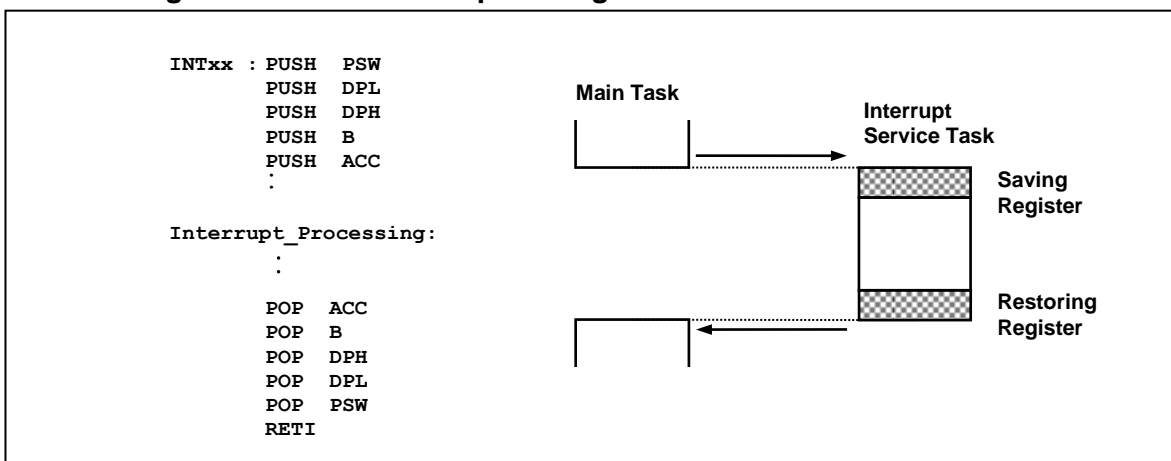 INTxx : PUSH PSW
PUSH DPL
PUSH DPH
PUSH B
PUSH ACC
:
Interrupt_Processing:
:
POP ACC
POP B
POP DPH
POP DPL
POP PSW
RETI
Main Task
Interrupt
Service Task
Saving
Register
Restoring
Register